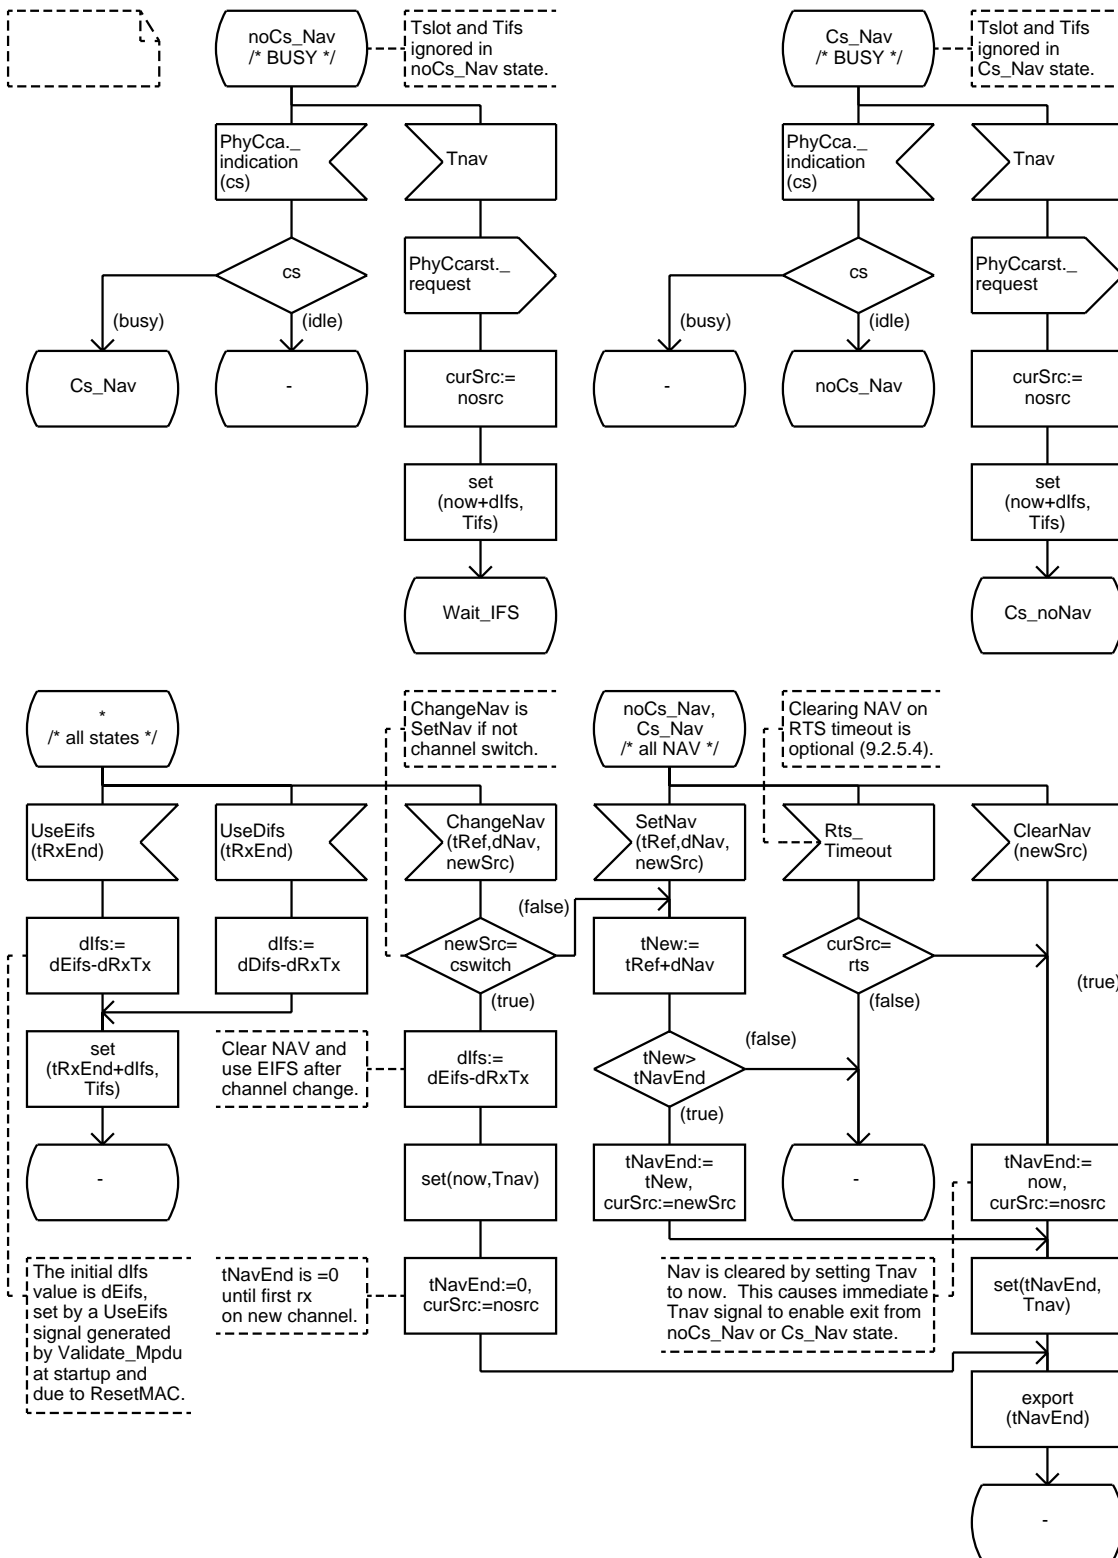 noCs_Nav
/* BUSY */
Tslot and Tifs
ignored in
noCs_Nav state.
Cs_Nav
/* BUSY */
Tslot and Tifs
ignored in
Cs_Nav state.
PhyCca._
indication
(cs)
Tnav
PhyCca._
indication
(cs)
Tnav
cs
PhyCcarst._
request
cs
PhyCcarst._
request
(busy)
(idle)
(busy)
(idle)
Cs_Nav
-
curSrc:=
nosrc
-
noCs_Nav
curSrc:=
nosrc
set
(now+dIfs,
Tifs)
set
(now+dIfs,
Tifs)
Wait_IFS
Cs_noNav
*
/* all states */
ChangeNav is
SetNav if not
channel switch.
noCs_Nav,
Cs_Nav
/* all NAV */
Clearing NAV on
RTS timeout is
optional (9.2.5.4).
UseEifs
(tRxEnd)
UseDifs
(tRxEnd)
ChangeNav
(tRef,dNav,
newSrc)
SetNav
(tRef,dNav,
newSrc)
Rts_
Timeout
ClearNav
(newSrc)
dIfs:=
dEifs-dRxTx
dIfs:=
dDifs-dRxTx
newSrc=
cswitch
(false)
(true)
tNew:=
tRef+dNav
curSrc=
rts
(false)
(true)
set
(tRxEnd+dIfs,
Tifs)
Clear NAV and
use EIFS after
channel change.
dIfs:=
dEifs-dRxTx
tNew>
tNavEnd
(false)
(true)
-
set(now,Tnav)
tNavEnd:=
tNew,
curSrc:=newSrc
-
tNavEnd:=
now,
curSrc:=nosrc
The initial dIfs
value is dEifs,
set by a UseEifs
signal generated
by Validate_Mpdu
at startup and
due to ResetMAC.
tNavEnd is =0
until first rx
on new channel.
tNavEnd:=0,
curSrc:=nosrc
Nav is cleared by setting Tnav
to now.  This causes immediate
Tnav signal to enable exit from
noCs_Nav or Cs_Nav state.
set(tNavEnd,
Tnav)
export
(tNavEnd)
-